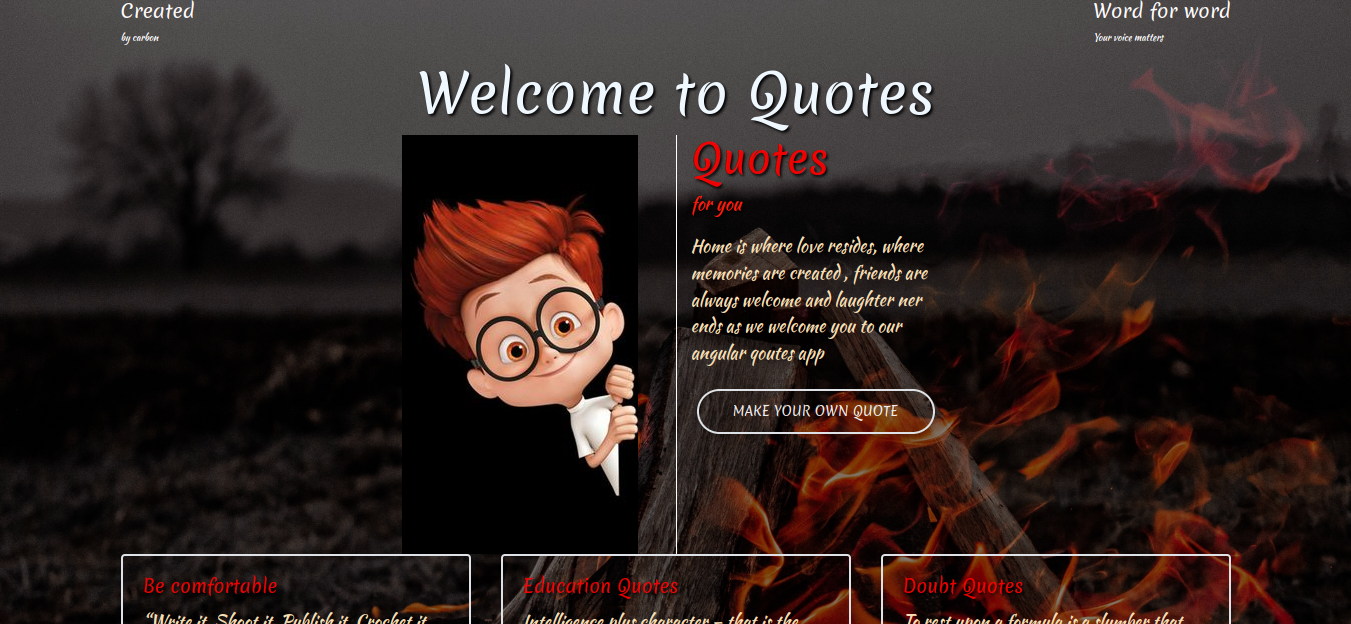 Created
by carbon
Word for word
Your voice matters
Welcome to Quotes
Quotes
for you
Home is where love resides, where
memories are created , friends are
always welcome and laughter ner
ends as we welcome you to our
angular qoutes app
MAKE YOUR OWN QUOTE
Be comfortable
“Write it. Shoot it. Publish it. Crochet it,
Education Quotes
Intelligence plus character – that is the
Doubt Quotes
To rest upon a formula is a slumber that,